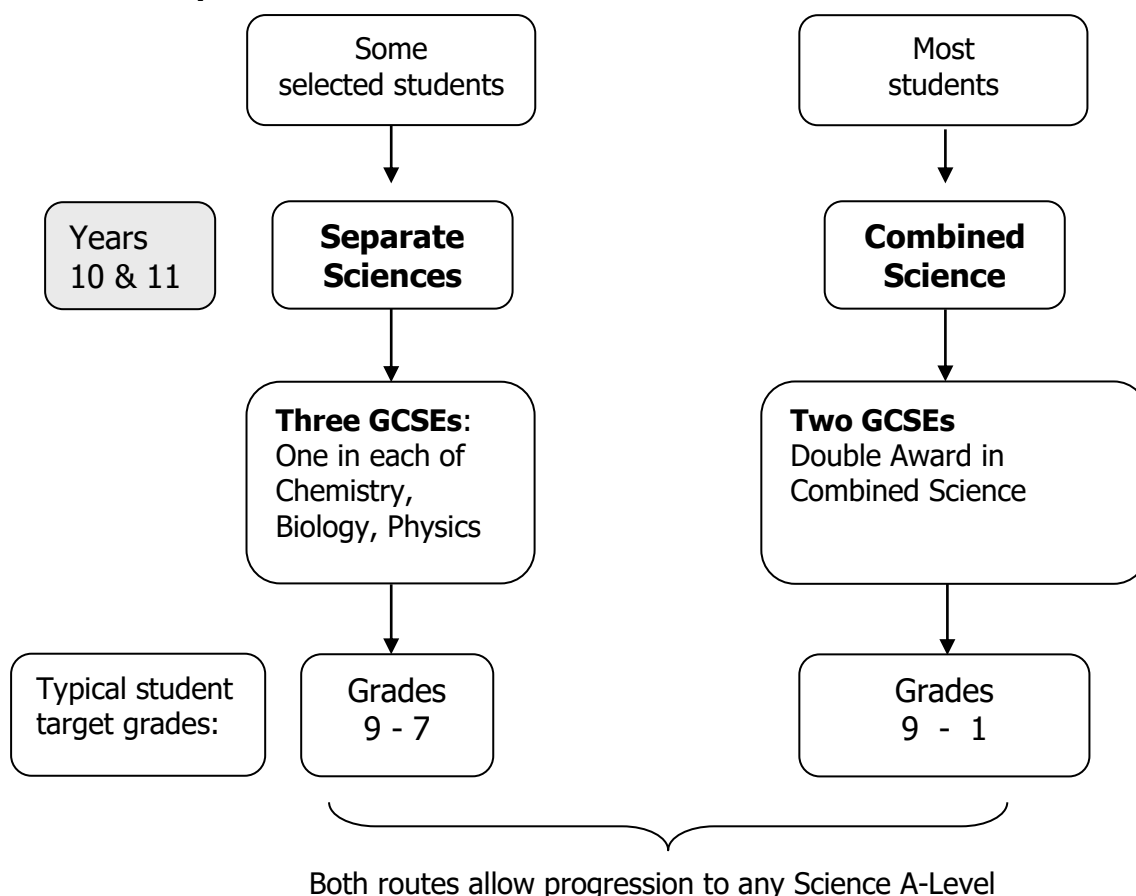 Some
selected students
Most
students
Years
10 & 11
Separate
Sciences
Combined
Science
Three GCSEs:
One in each of
Chemistry,
Biology, Physics
Two GCSEs
Double Award in
Combined Science
Typical student
target grades:
Grades
9 - 7
Grades
9 - 1
Both routes allow progression to any Science A-Level